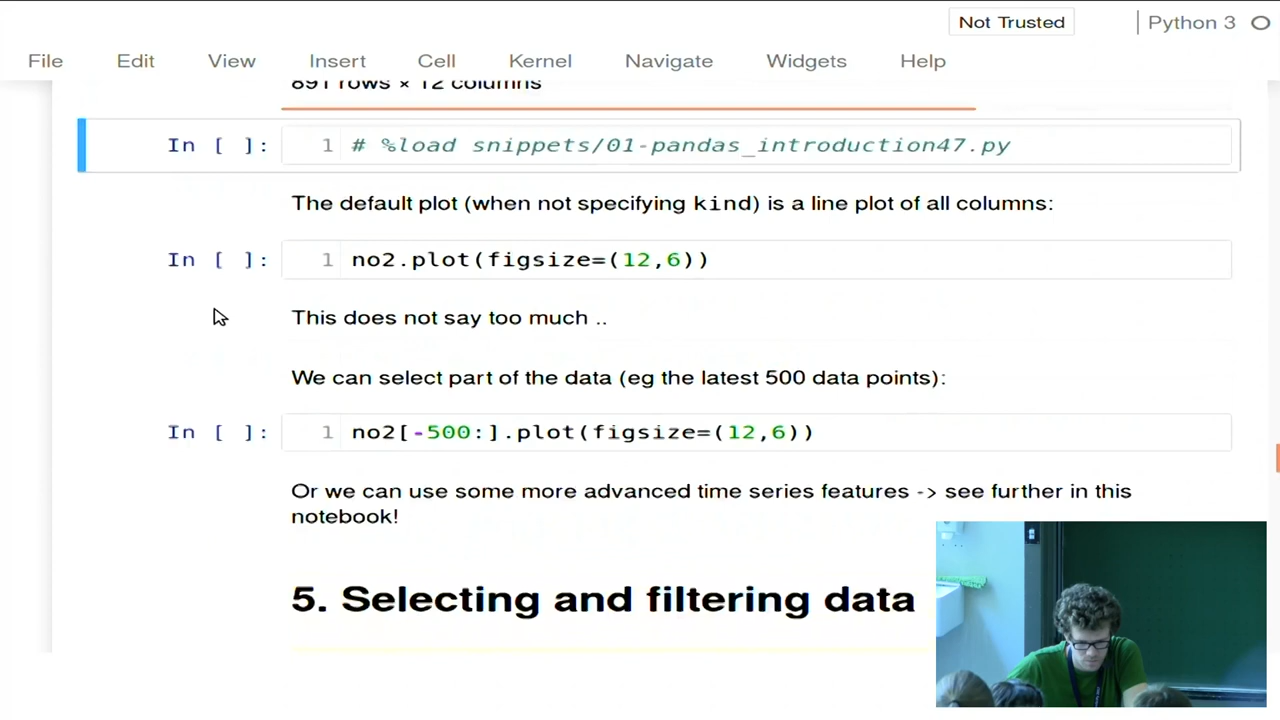 Not Trusted
Python 3
File Edit View Insert Cell Kernel Navigate Widgets Help
891 rows × 12 columns
In [ ]: 1 # %load snippets/01-pandas_introduction47.py
The default plot (when not specifying kind) is a line plot of all columns:
In [ ]: 1 no2.plot(figsize=(12,6))
This does not say too much ..
We can select part of the data (eg the latest 500 data points):
In [ ]: 1 no2[-500:].plot(figsize=(12,6))
Or we can use some more advanced time series features -> see further in this
notebook!
5. Selecting and filtering data